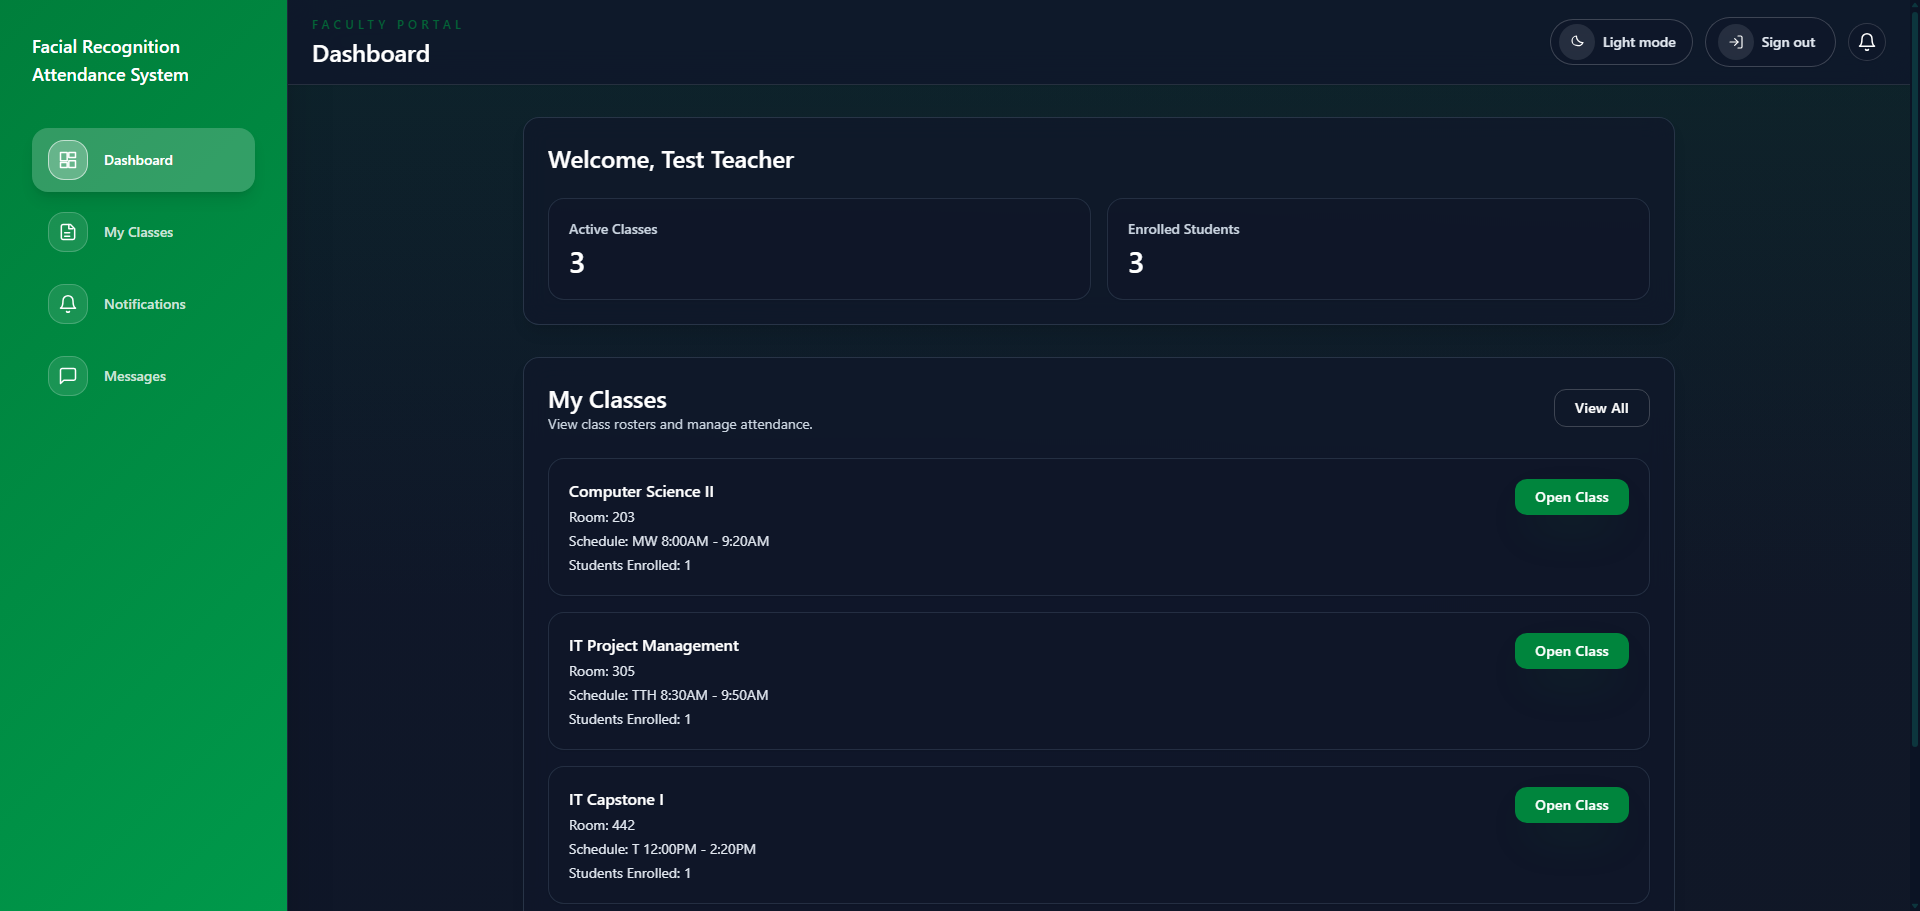 Facial Recognition
Attendance System
Dashboard
My Classes
Notifications
Messages
FACULTY PORTAL
Dashboard
Light mode
Sign out
Welcome, Test Teacher
Active Classes
3
Enrolled Students
3
My Classes
View class rosters and manage attendance.
View All
Computer Science II
Room: 203
Schedule: MW 8:00AM - 9:20AM
Students Enrolled: 1
Open Class
IT Project Management
Room: 305
Schedule: TTH 8:30AM - 9:50AM
Students Enrolled: 1
Open Class
IT Capstone I
Room: 442
Schedule: T 12:00PM - 2:20PM
Students Enrolled: 1
Open Class